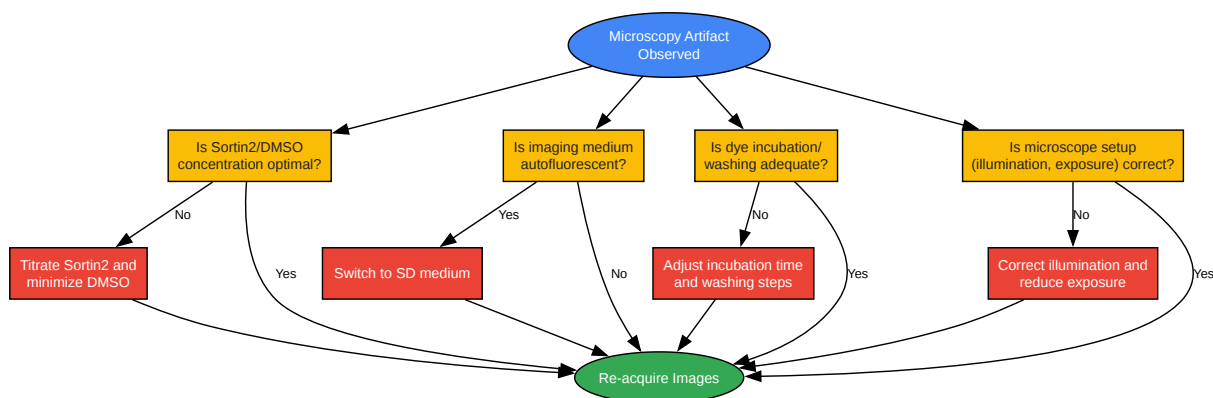 Microscopy Artifact
Observed
Is Sortin2/DMSO
concentration optimal?
Is imaging medium
autofluorescent?
Is dye incubation/
washing adequate?
Is microscope setup
(illumination, exposure) correct?
No
Yes
No
No
Titrate Sortin2 and
minimize DMSO
Yes
Switch to SD medium
No
Adjust incubation time
and washing steps
Yes
Correct illumination and
reduce exposure
Yes
Re-acquire Images